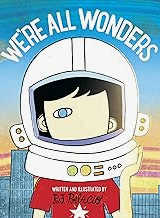 WE'RE ALL WONDERS
WRITTEN AND ILLUSTRATED BY
R.J. PALACIO